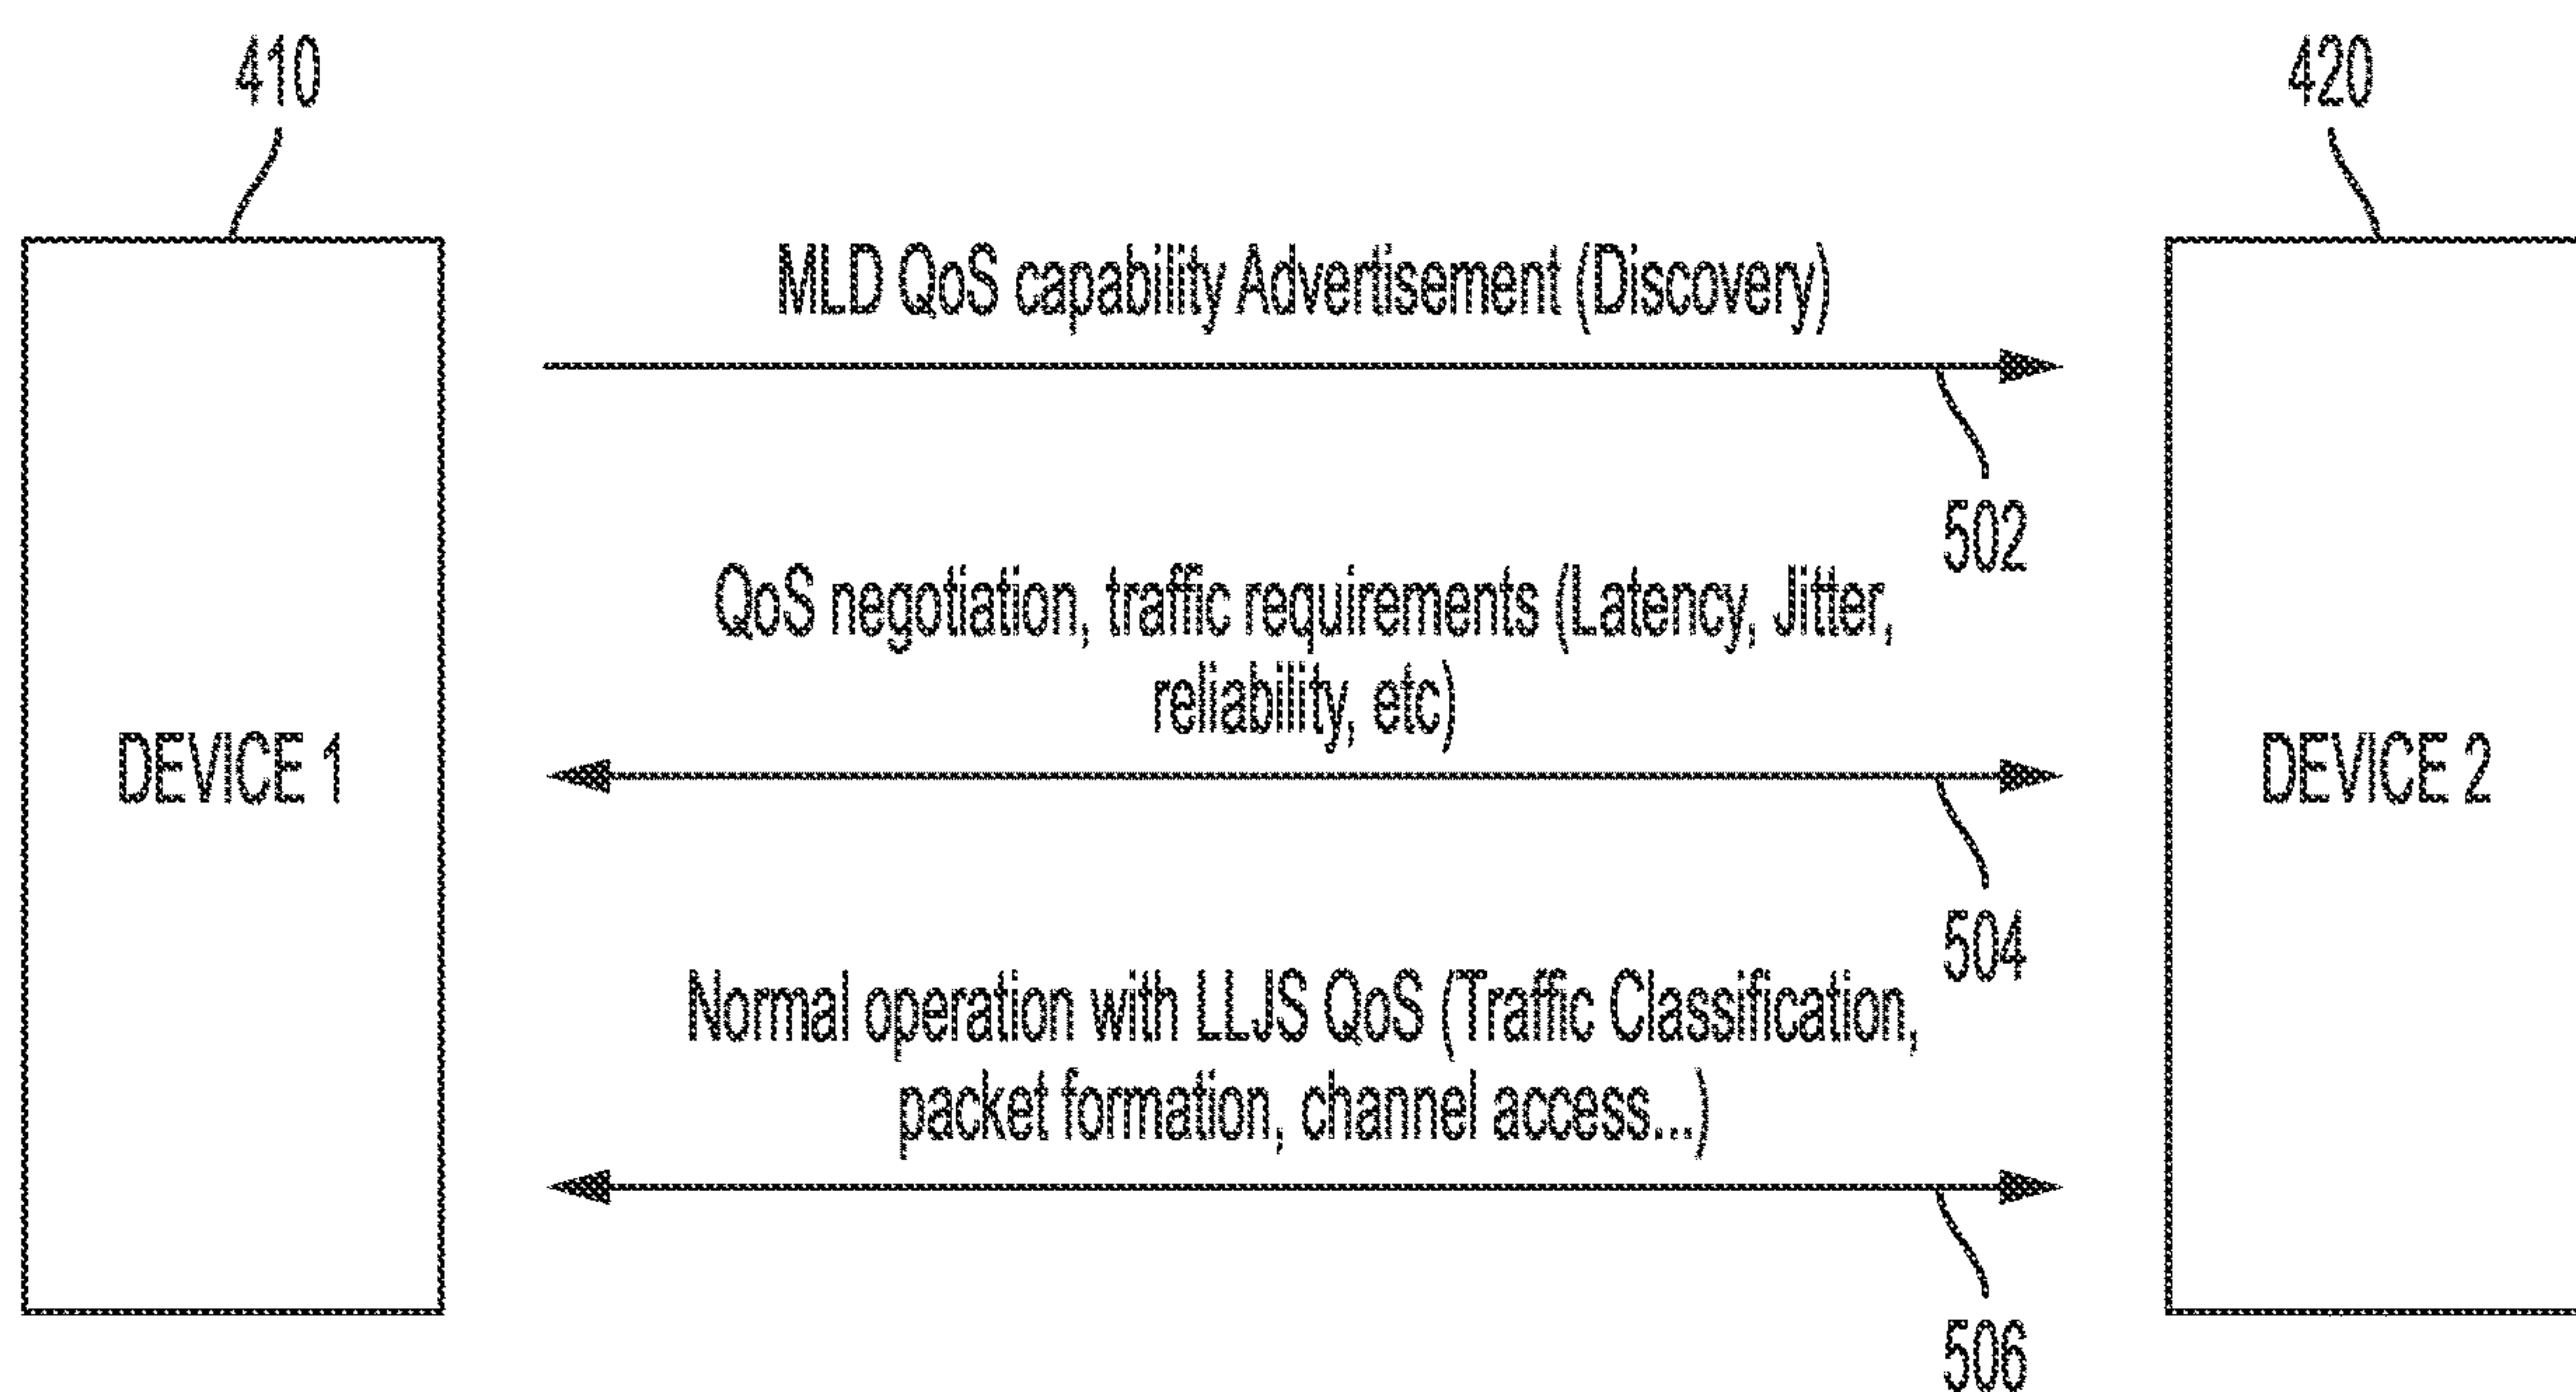 410
420
MLD QoS capability Advertisement (Discovery)
502
QoS negotiation, traffic requirements (Latency, Jitter,
reliability, etc)
DEVICE 1
DEVICE 2
504
Normal operation with LLJS QoS (Traffic Classification,
packet formation, channel access...)
506